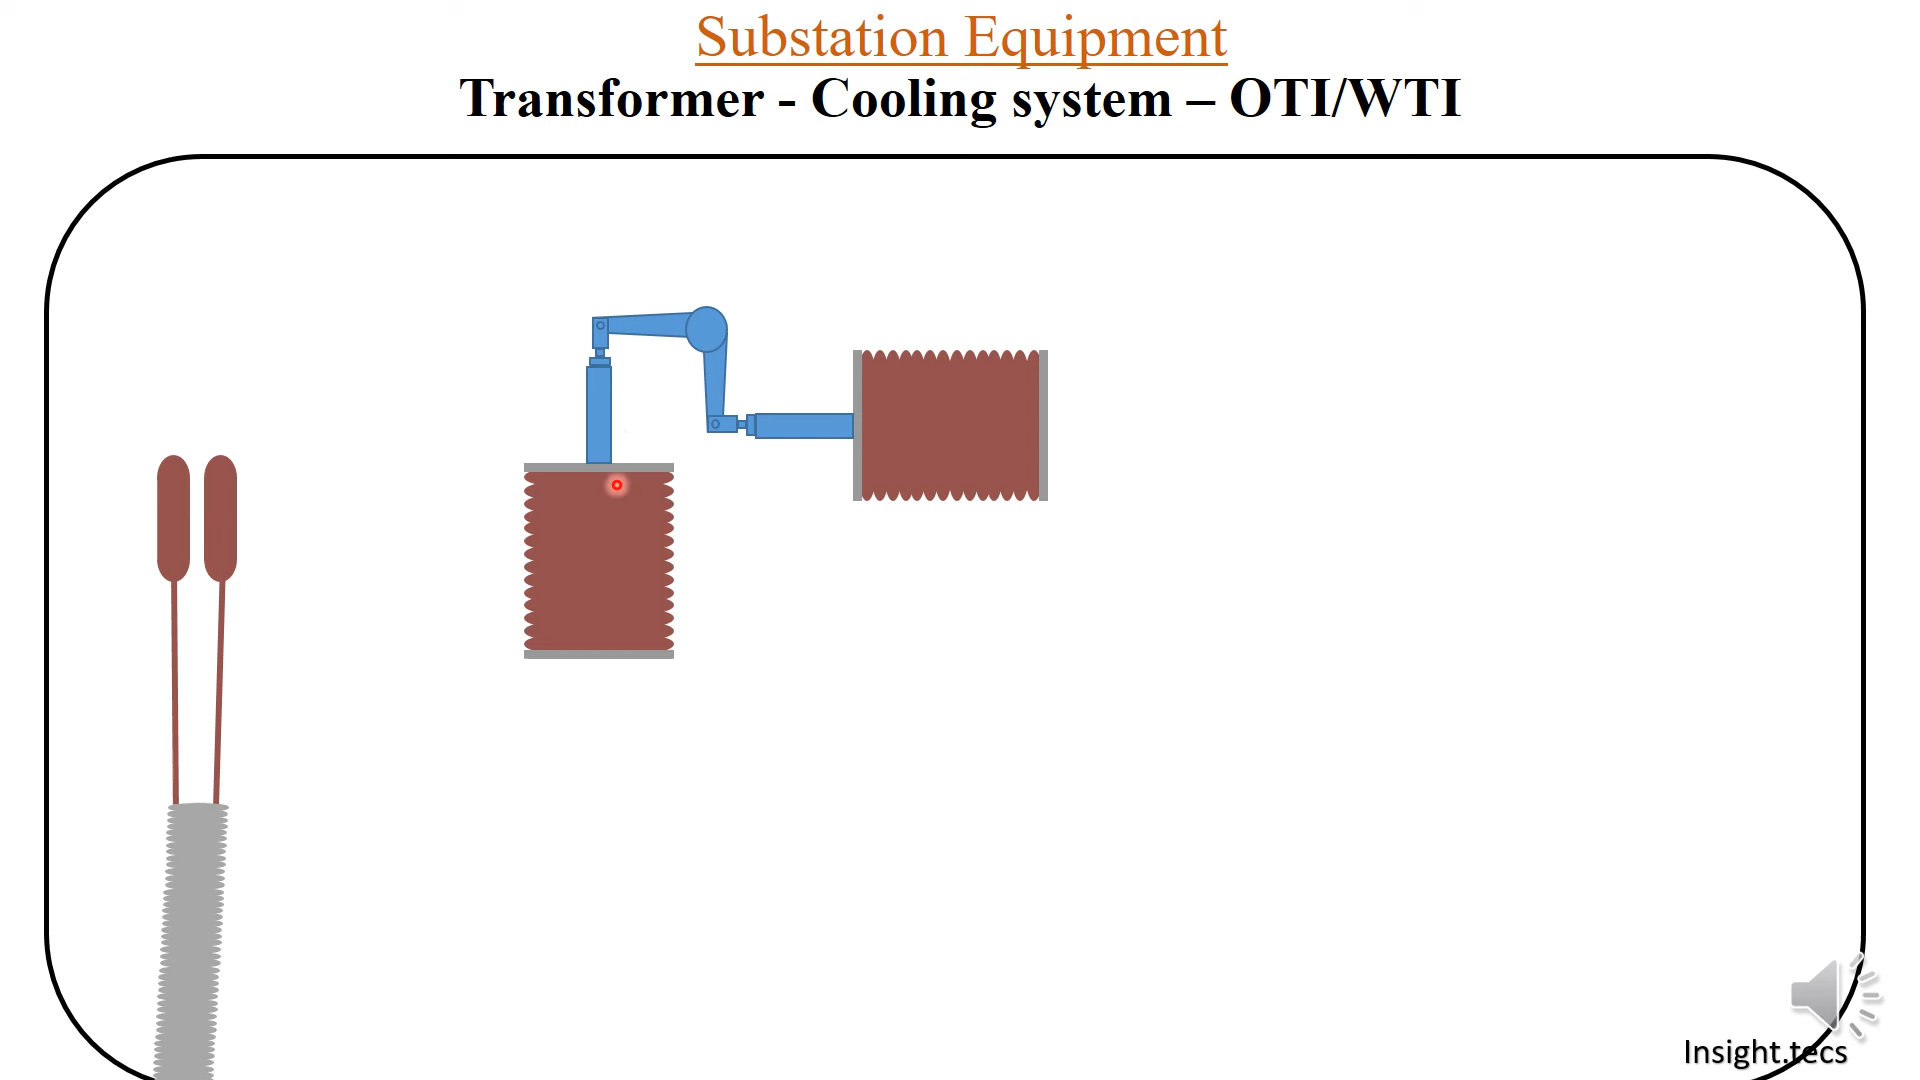 Substation Equipment
Transformer - Cooling system – OTI/WTI
Insight.tecs